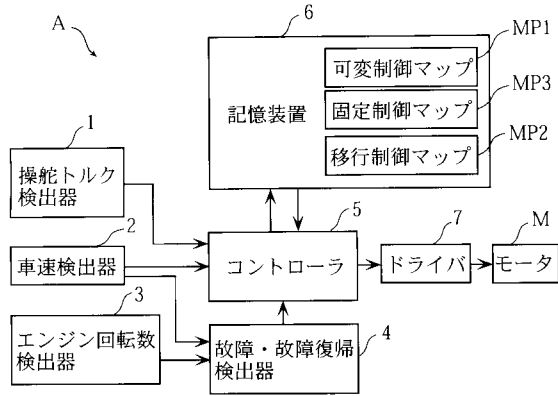 A
6
MP1
可変制御マップ
MP3
固定制御マップ
記憶装置
MP2
移行制御マップ
1
操舵トルク
検出器
5
2
7
M
車速検出器
コントローラ
ドライバ
モータ
3
エンジン回転数
検出器
4
故障・故障復帰
検出器